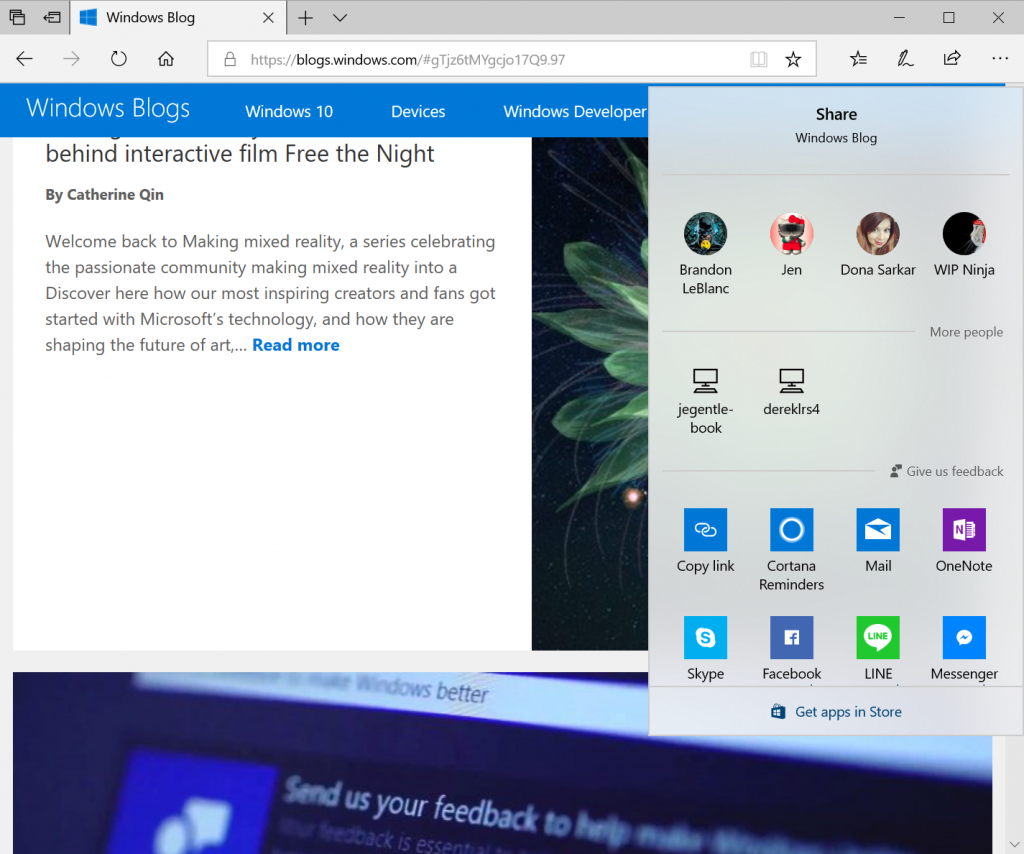 Windows Blog
https://blogs.windows.com/#gTjz6tMYgcjo17Q9.97
Windows Blogs
Windows 10
Devices
Windows Developer
behind interactive film Free the Night
By Catherine Qin
Welcome back to Making mixed reality, a series celebrating
the passionate community making mixed reality into a
Discover here how our most inspiring creators and fans got
started with Microsoft’s technology, and how they are
shaping the future of art,... Read more
Share
Windows Blog
Brandon
LeBlanc
Jen
Dona Sarkar
WIP Ninja
More people
jegentle-
book
dereklrs4
Give us feedback
Copy link
Cortana
Reminders
Mail
N
OneNote
S
Skype
f
Facebook
LINE
LINE
Messenger
Get apps in Store
to make Windows better
Send us your feedback to help make Windows
Your feedback is essential to